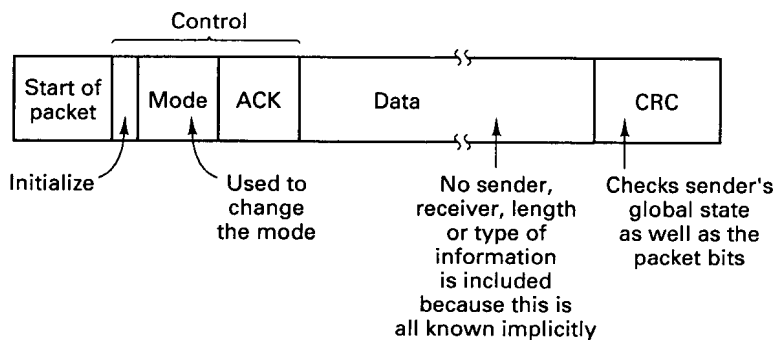 Control
Start of
packet
Mode
ACK
Data
CRC
Initialize
Used to
change
the mode
No sender,
receiver, length
or type of
information
is included
because this is
all known implicitly
Checks sender's
global state
as well as the
packet bits